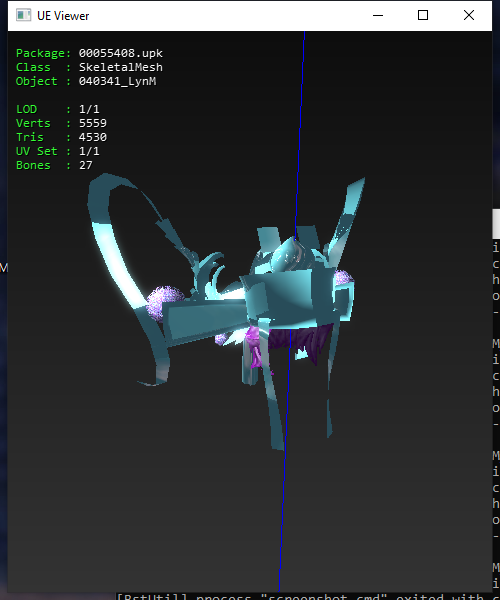 UE Viewer
Package: 00055408.upk
Class : SkeletalMesh
Object : 040341_LynM
LOD : 1/1
Verts : 5559
Tris : 4530
UV Set : 1/1
Bones : 27
M
i
c
h
o
-
M
i
c
h
o
-
M
i
c
h
o
-
M
i
[RstUtil] process "screenshot.cmd" exited with c